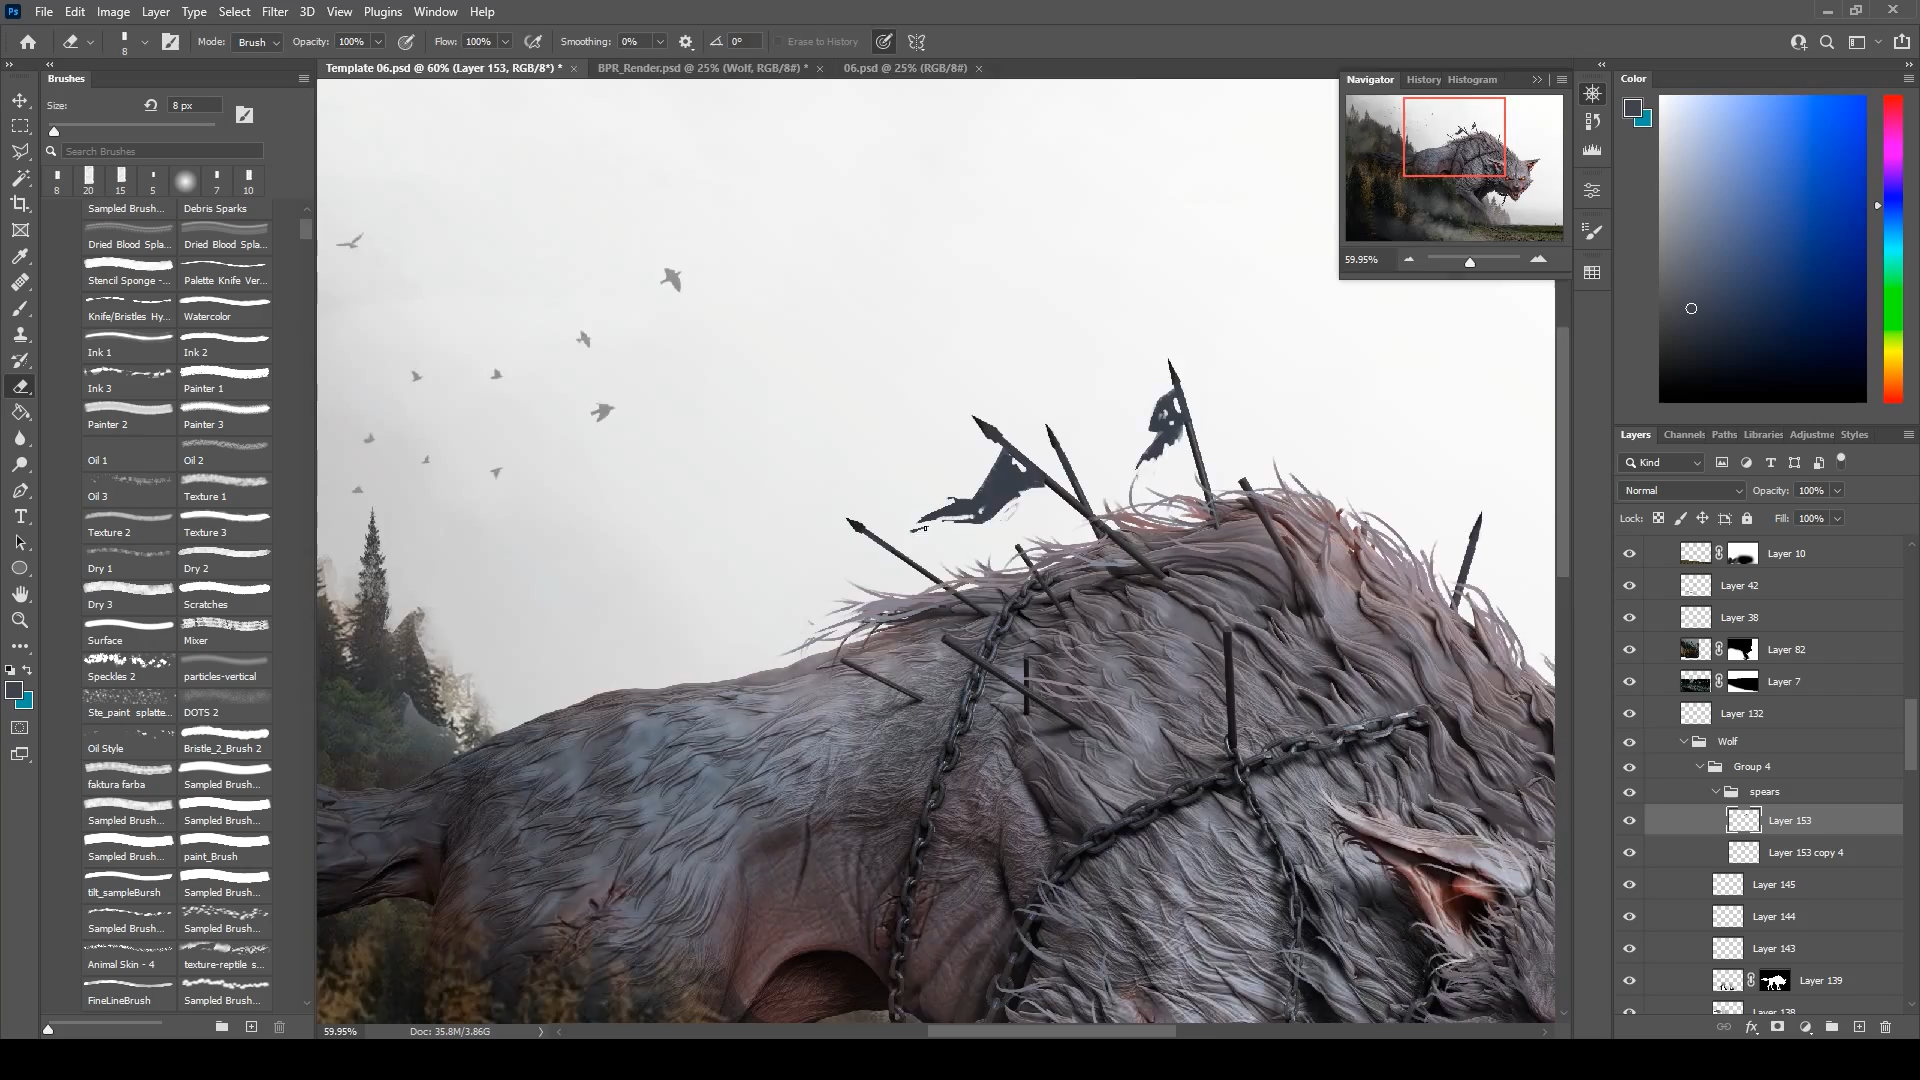 Ps File Edit Image Layer Type Select Filter 3D View Plugins Window Help
8 Mode: Brush Opacity: 100% Flow: 100% Smoothing: 0% 0° Erase to History
Template 06.psd @ 60% (Layer 153, RGB/8*) * × BPR_Render.psd @ 25% (Wolf, RGB/8#) * × 06.psd @ 25% (RGB/8#) ×
Brushes
Size: 8 px
Search Brushes
8 20 15 5 7 10
Sampled Brush... Debris Sparks
Dried Blood Spla... Dried Blood Spla...
Stencil Sponge -... Palette Knife Ver...
Knife/Bristles Hy... Watercolor
Ink 1 Ink 2
Ink 3 Painter 1
Painter 2 Painter 3
Oil 1 Oil 2
Oil 3 Texture 1
Texture 2 Texture 3
Dry 1 Dry 2
Dry 3 Scratches
Surface Mixer
Speckles 2 particles-vertical
Ste_paint splatte... DOTS 2
Oil Style Bristle_2_Brush 2
faktura farba Sampled Brush...
Sampled Brush... Sampled Brush...
Sampled Brush... paint_Brush
tilt_sampleBursh Sampled Brush...
Sampled Brush... Sampled Brush...
Animal Skin - 4 texture-reptile s...
FineLineBrush Sampled Brush...
59.95% Doc: 35.8M/3.86G
Navigator History Histogram
59.95%
Color
Layers Channels Paths Libraries Adjustme Styles
Kind
Normal Opacity: 100%
Lock: Fill: 100%
Layer 10
Layer 42
Layer 38
Layer 82
Layer 7
Layer 132
Wolf
Group 4
spears
Layer 153
Layer 153 copy 4
Layer 145
Layer 144
Layer 143
Layer 139
Layer 138
fx